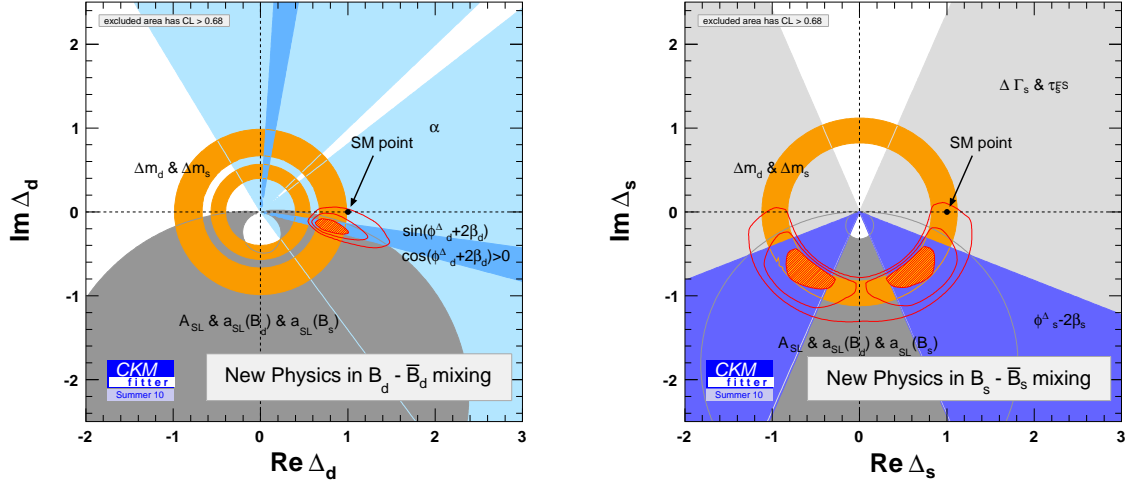 excluded area has CL > 0.68
2
1
0
-1
-2
-2
-1
0
1
2
3
Im Δd
Re Δd
α
SM point
Δmd & Δms
sin(φΔd+2βd)
cos(φΔd+2βd)>0
ASL & aSL(Bd) & aSL(Bs)
CKM
fitter
Summer 10
New Physics in Bd - B̅d mixing
excluded area has CL > 0.68
2
1
0
-1
-2
-2
-1
0
1
2
3
Im Δs
Re Δs
Δmd & Δms
SM point
φΔs-2βs
ASL & aSL(Bd) & aSL(Bs)
CKM
fitter
Summer 10
New Physics in Bs - B̅s mixing